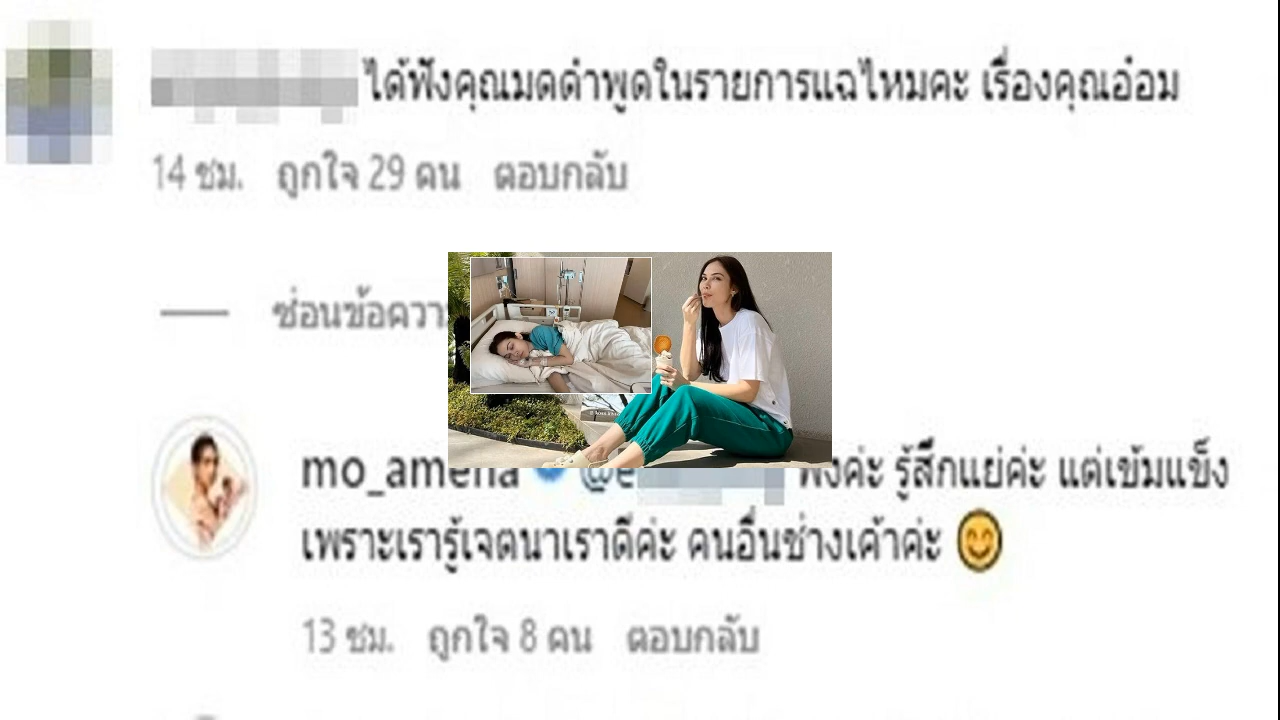 ได้ฟังคุณมดดำพูดในรายการแฉไหมคะ เรื่องคุณอ๋อม
14 ชม. ถูกใจ 29 คน ตอบกลับ
ซ่อนข้อความ
mo_amena @e ฟังค่ะ รู้สึกแย่ค่ะ แต่เข้มแข็ง
เพราะเรารู้เจตนาเราดีค่ะ คนอื่นช่างเค้าค่ะ 😊
13 ชม. ถูกใจ 8 คน ตอบกลับ